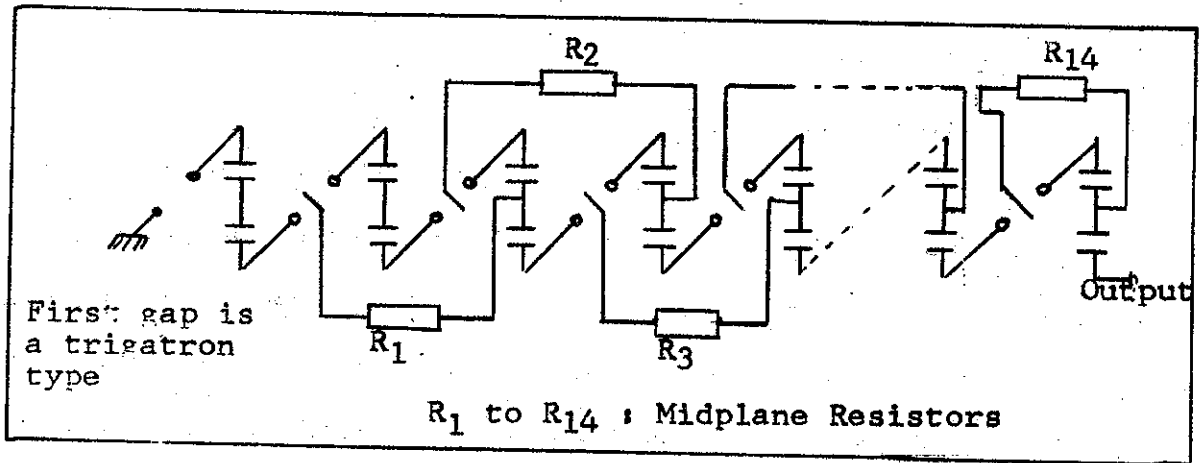 R2
R14
Output
First gap is
a trigatron
type
R1
R3
R1 to R14 : Midplane Resistors